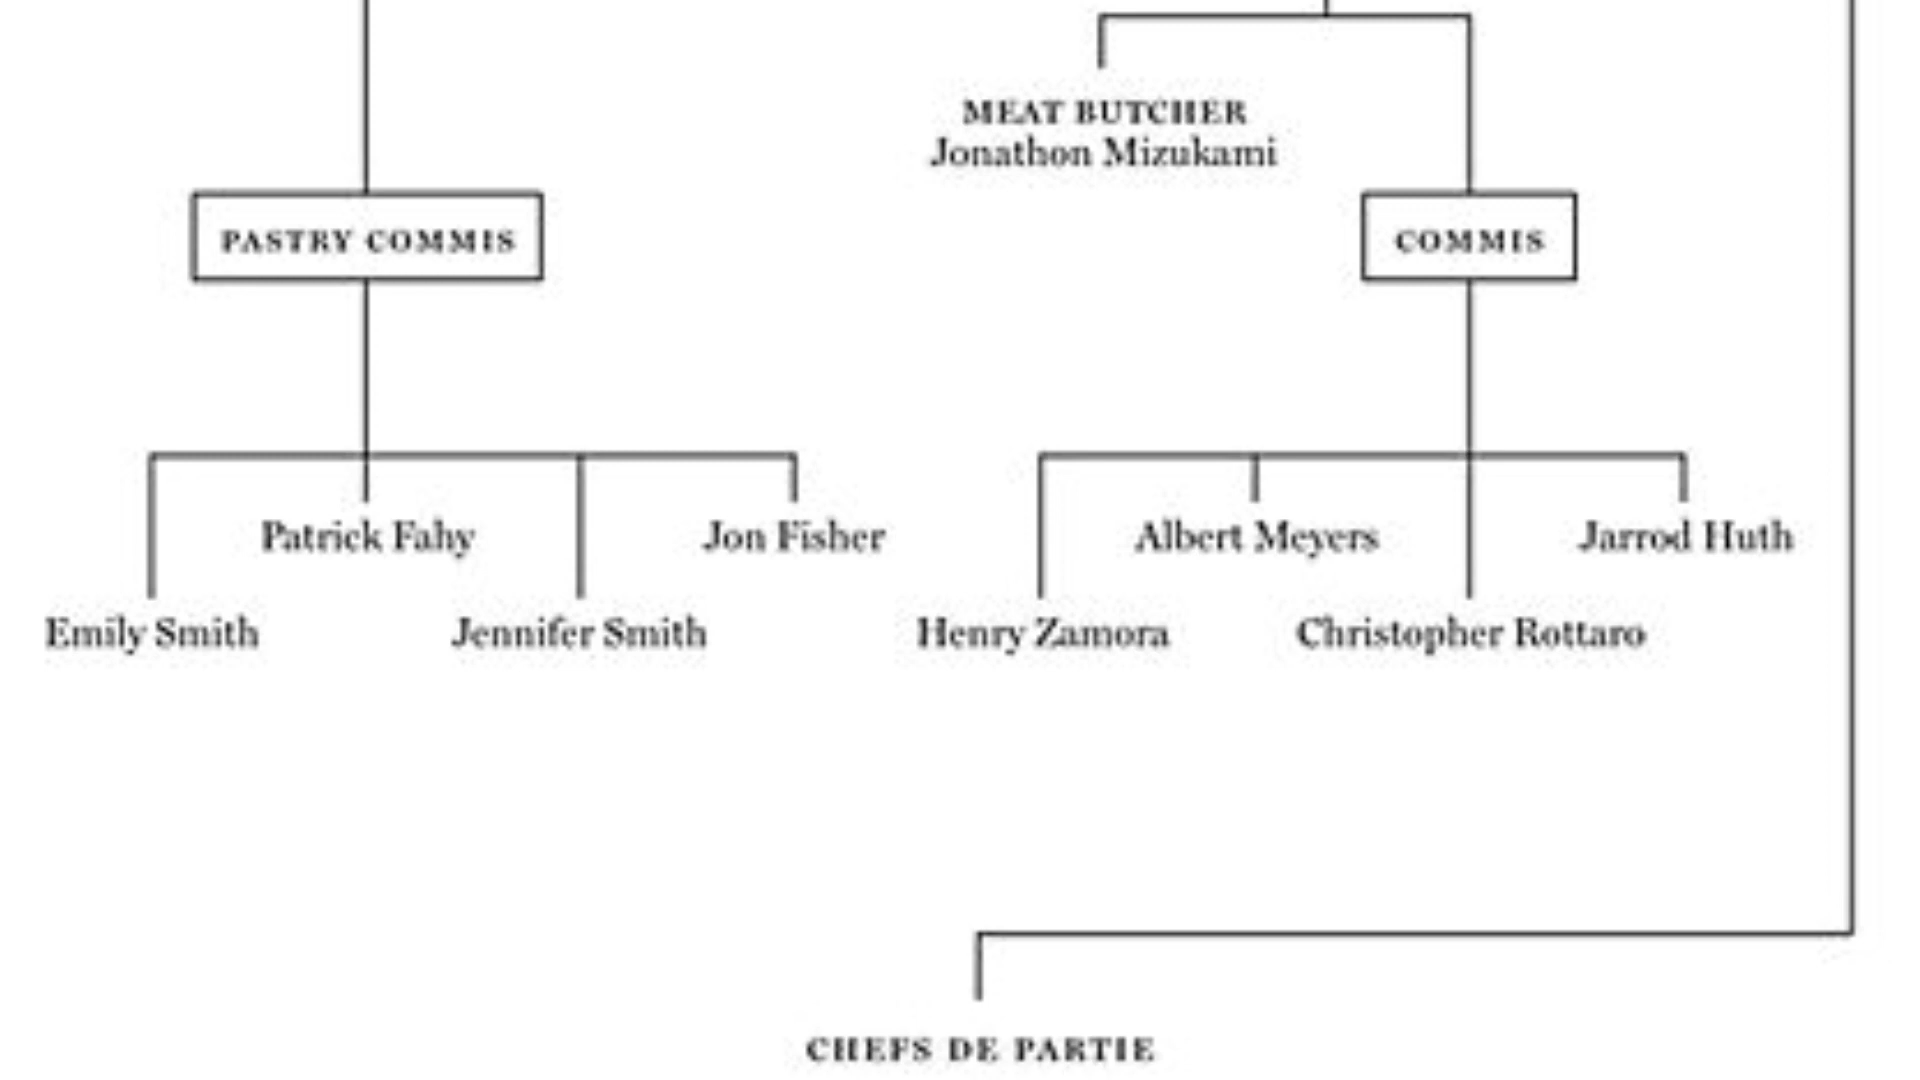 MEAT BUTCHER
Jonathon Mizukami
PASTRY COMMIS
COMMIS
Patrick Fahy
Jon Fisher
Emily Smith
Jennifer Smith
Albert Meyers
Jarrod Huth
Henry Zamora
Christopher Rottaro
CHEFS DE PARTIE